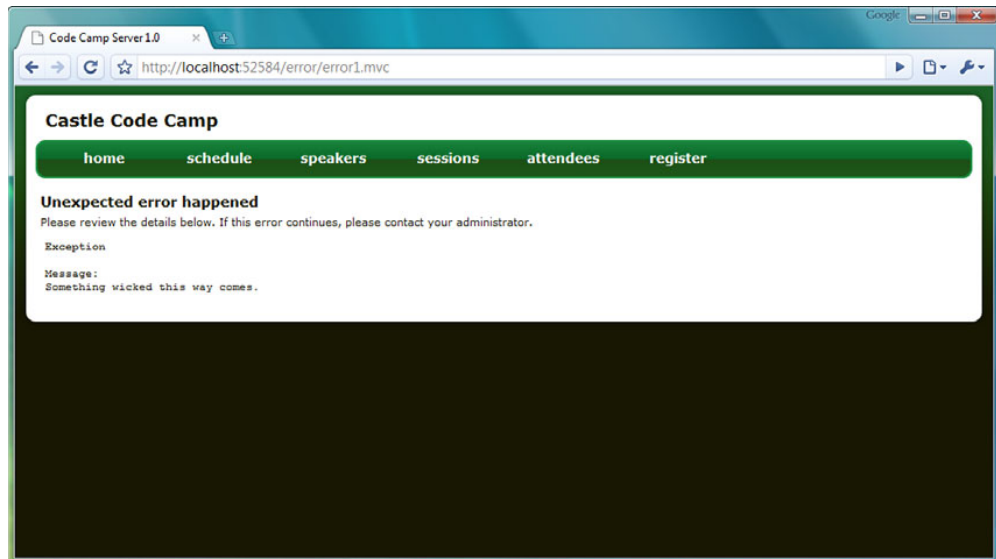 Google
Code Camp Server 1.0
http://localhost:52584/error/error1.mvc
Castle Code Camp
home schedule speakers sessions attendees register
Unexpected error happened
Please review the details below. If this error continues, please contact your administrator.
Exception
Message:
Something wicked this way comes.